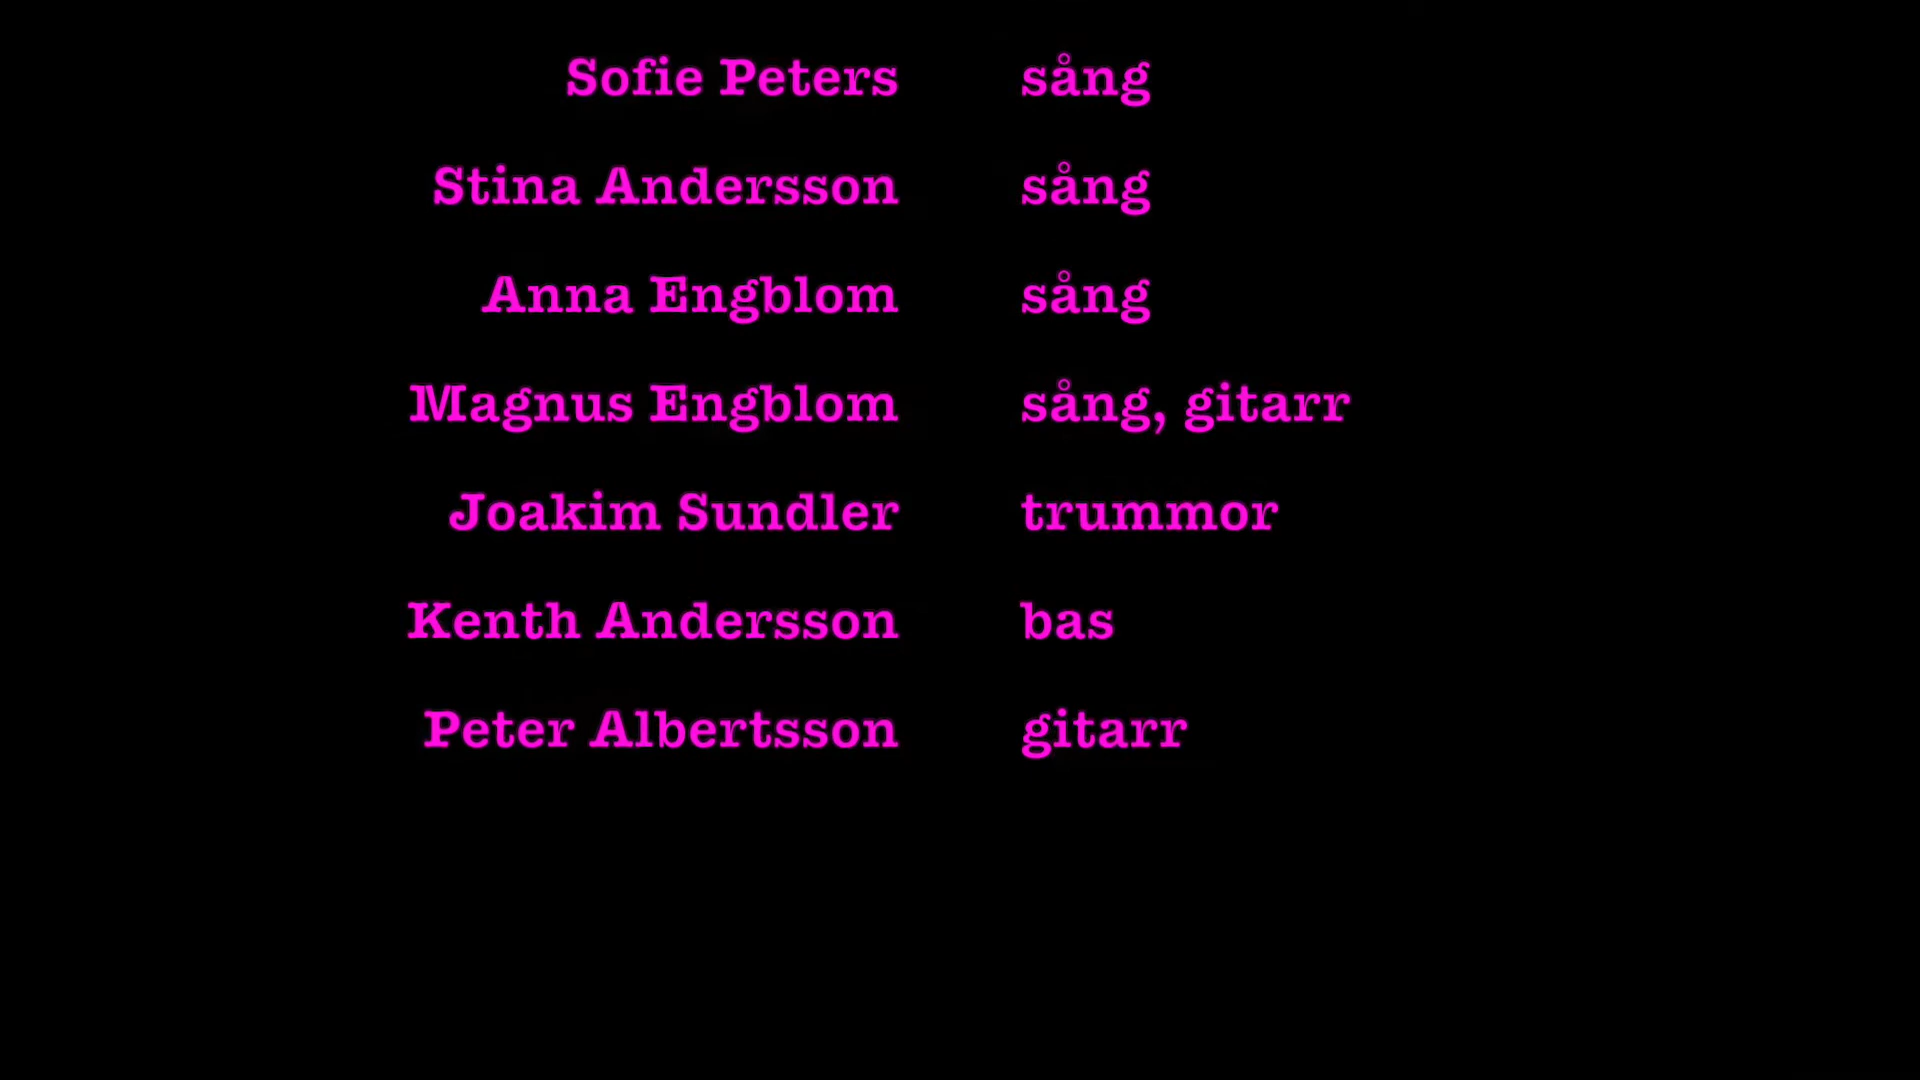 Sofie Peters sång
Stina Andersson sång
Anna Engblom sång
Magnus Engblom sång, gitarr
Joakim Sundler trummor
Kenth Andersson bas
Peter Albertsson gitarr